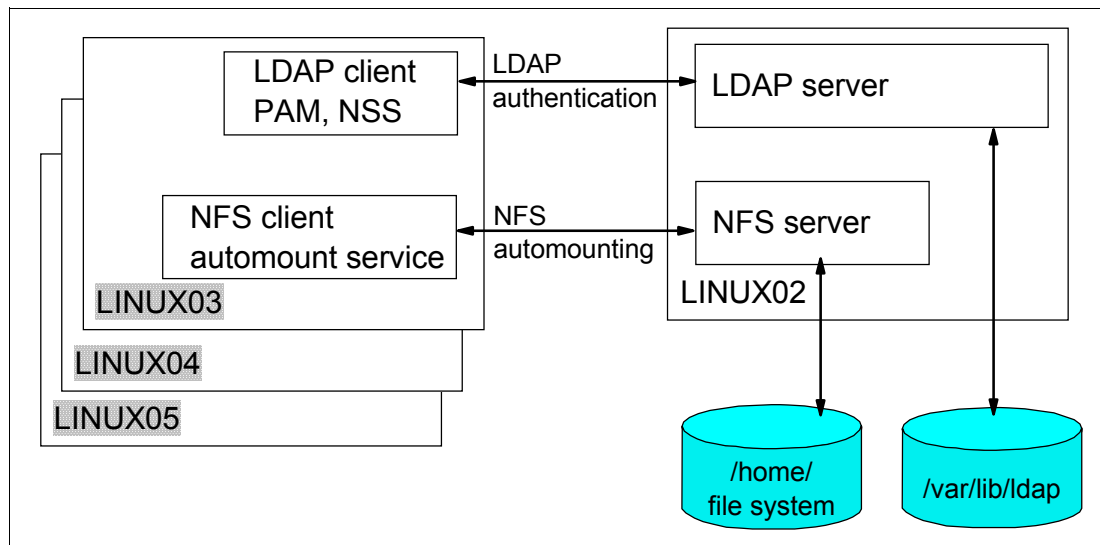 LDAP client
PAM, NSS
LDAP
authentication
LDAP server
NFS client
automount service
NFS
automounting
NFS server
LINUX03
LINUX02
LINUX04
LINUX05
/home/
file system
/var/lib/ldap